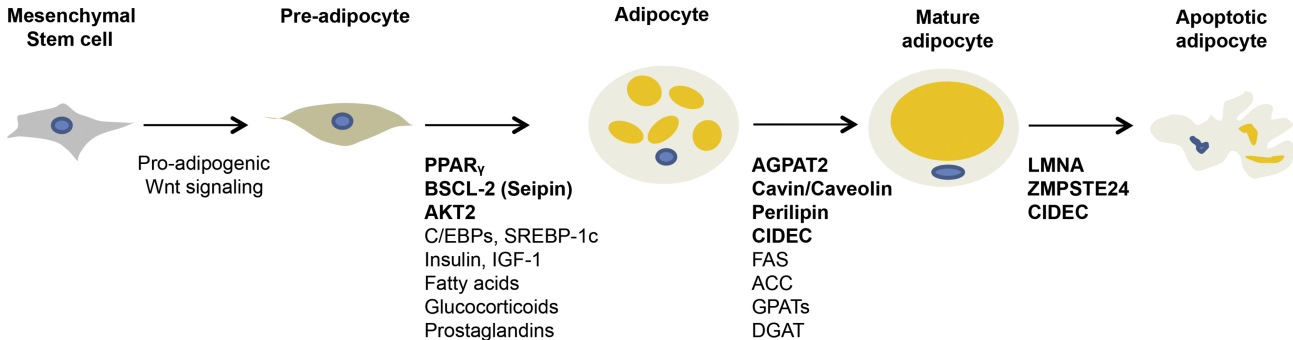 Mesenchymal
Stem cell
Pre-adipocyte
Adipocyte
Mature
adipocyte
Apoptotic
adipocyte
Pro-adipogenic
Wnt signaling
PPARγ
BSCL-2 (Seipin)
AKT2
C/EBPs, SREBP-1c
Insulin, IGF-1
Fatty acids
Glucocorticoids
Prostaglandins
AGPAT2
Cavin/Caveolin
Perilipin
CIDEC
FAS
ACC
GPATs
DGAT
LMNA
ZMPSTE24
CIDEC